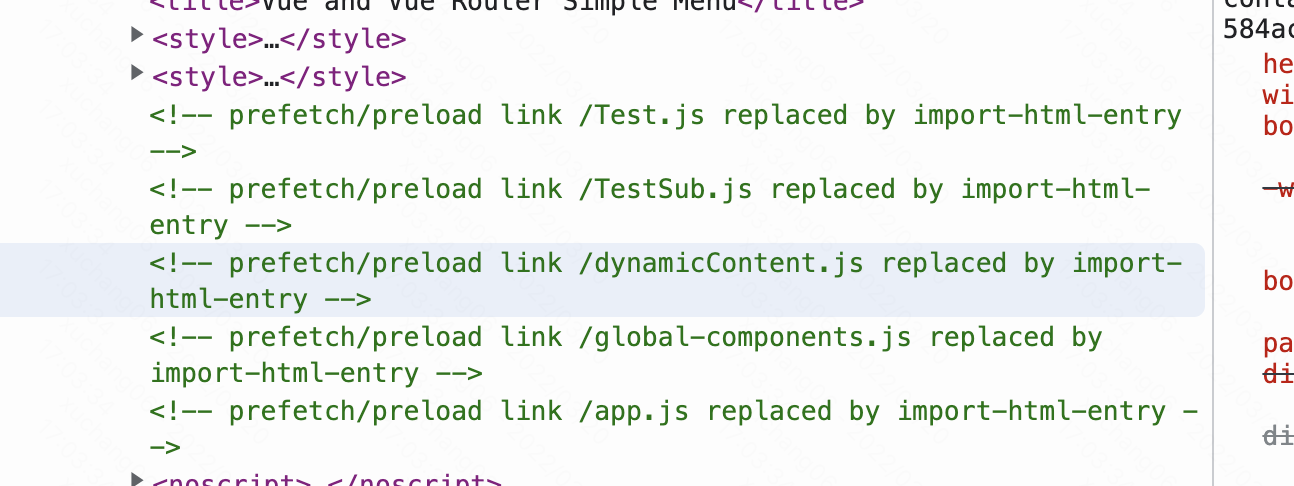 <title>Vue and Vue Router Simple Menu</title>
▶ <style>…</style>
▶ <style>…</style>
<!-- prefetch/preload link /Test.js replaced by import-html-entry
-->
<!-- prefetch/preload link /TestSub.js replaced by import-html-
entry -->
<!-- prefetch/preload link /dynamicContent.js replaced by import-
html-entry -->
<!-- prefetch/preload link /global-components.js replaced by
import-html-entry -->
<!-- prefetch/preload link /app.js replaced by import-html-entry -
->
▶ <noscript>…</noscript>
584ac
he
wi
bo
-w
bo
pa
di
di